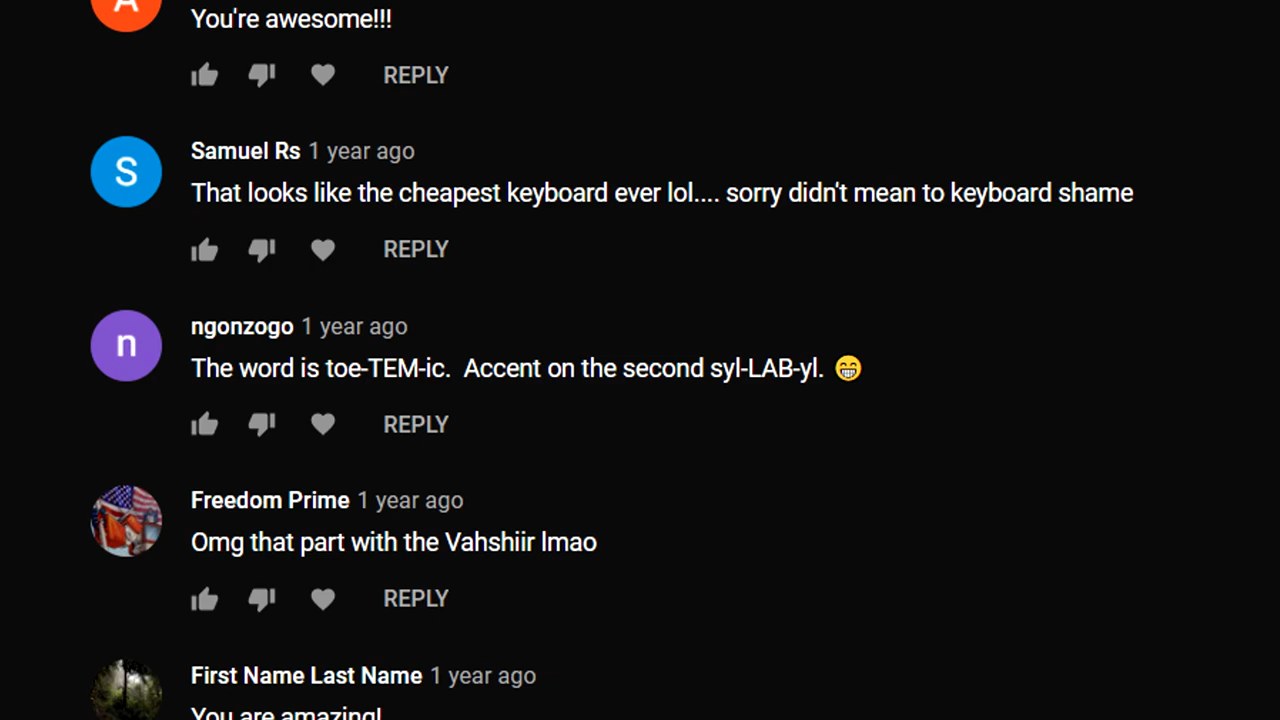 A
You're awesome!!!
REPLY
S
Samuel Rs 1 year ago
That looks like the cheapest keyboard ever lol.... sorry didn't mean to keyboard shame
REPLY
n
ngonzogo 1 year ago
The word is toe-TEM-ic.  Accent on the second syl-LAB-yl. 😁
REPLY
Freedom Prime 1 year ago
Omg that part with the Vahshiir lmao
REPLY
First Name Last Name 1 year ago
You are amazing!